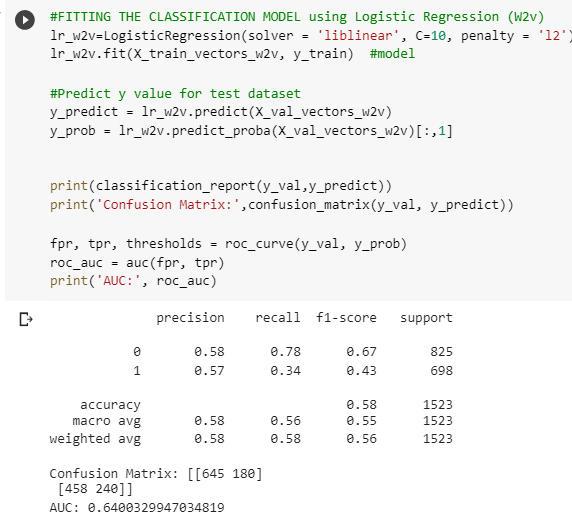 #FITTING THE CLASSIFICATION MODEL using Logistic Regression (W2v)
lr_w2v=LogisticRegression(solver = 'liblinear', C=10, penalty = 'l2')
lr_w2v.fit(X_train_vectors_w2v, y_train)  #model
#Predict y value for test dataset
y_predict = lr_w2v.predict(X_val_vectors_w2v)
y_prob = lr_w2v.predict_proba(X_val_vectors_w2v)[:,1]
print(classification_report(y_val,y_predict))
print('Confusion Matrix:',confusion_matrix(y_val, y_predict))
fpr, tpr, thresholds = roc_curve(y_val, y_prob)
roc_auc = auc(fpr, tpr)
print('AUC:', roc_auc)
precision recall f1-score support
0 0.58 0.78 0.67 825
1 0.57 0.34 0.43 698
accuracy 0.58 1523
macro avg 0.58 0.56 0.55 1523
weighted avg 0.58 0.58 0.56 1523
Confusion Matrix: [[645 180]
[458 240]]
AUC: 0.6400329947034819